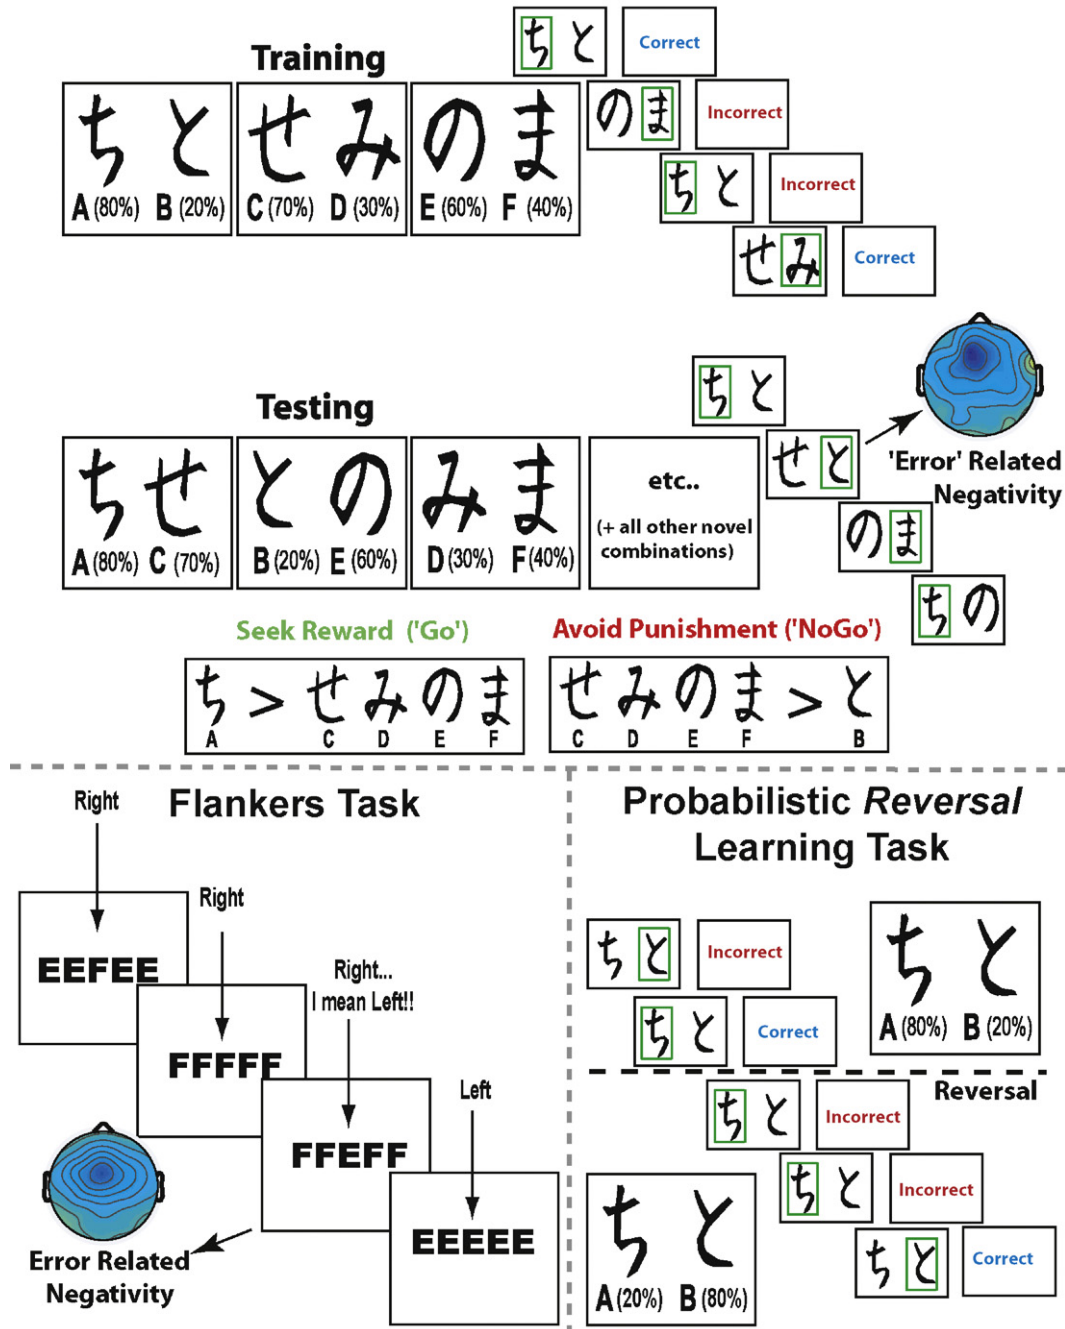 Training
ち と
A (80%) B (20%)
せ み
C (70%) D (30%)
の ま
E (60%) F (40%)
ち と
Correct
の ま
Incorrect
ち と
Incorrect
せ み
Correct
Testing
ち せ
A (80%) C (70%)
と の
B (20%) E (60%)
み ま
D (30%) F (40%)
etc..
(+ all other novel
combinations)
ち と
せ と
の ま
ち の
'Error' Related
Negativity
Seek Reward ('Go')
ち > せ み の ま
A C D E F
Avoid Punishment ('NoGo')
せ み の ま > と
C D E F B
Flankers Task
Right
EEFEE
Right
FFFFF
Right...
I mean Left!!
FFEFF
Left
EEEEE
Error Related
Negativity
Probabilistic Reversal
Learning Task
ち と
Incorrect
ち と
Correct
ち と
A (80%) B (20%)
Reversal
ち と
Incorrect
ち と
Incorrect
ち と
Correct
ち と
A (20%) B (80%)